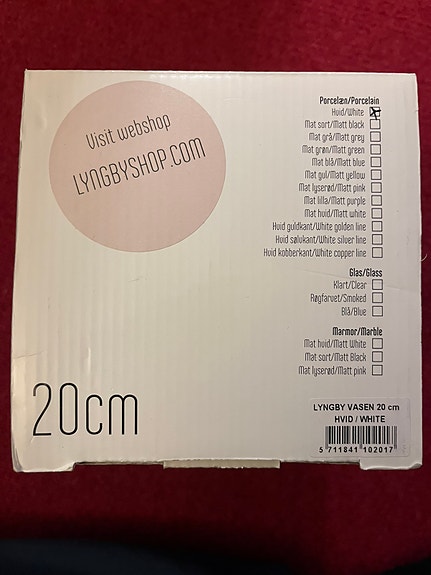 Visit webshop
LYNGBYSHOP.COM
Porcelæn/Porcelain
Hvid/White
Mat sort/Matt black
Mat grå/Matt grey
Mat grøn/Matt green
Mat blå/Matt blue
Mat gul/Matt yellow
Mat lyserød/Matt pink
Mat lilla/Matt purple
Mat hvid/Matt white
Hvid guldkant/White golden line
Hvid sølvkant/White silver line
Hvid kobberkant/White copper line
Glas/Glass
Klart/Clear
Røgfarvet/Smoked
Blå/Blue
Marmor/Marble
Mat hvid/Matt White
Mat sort/Matt Black
Mat lyserød/Matt pink
20cm
LYNGBY VASEN 20 cm
HVID / WHITE
5 711841 102017